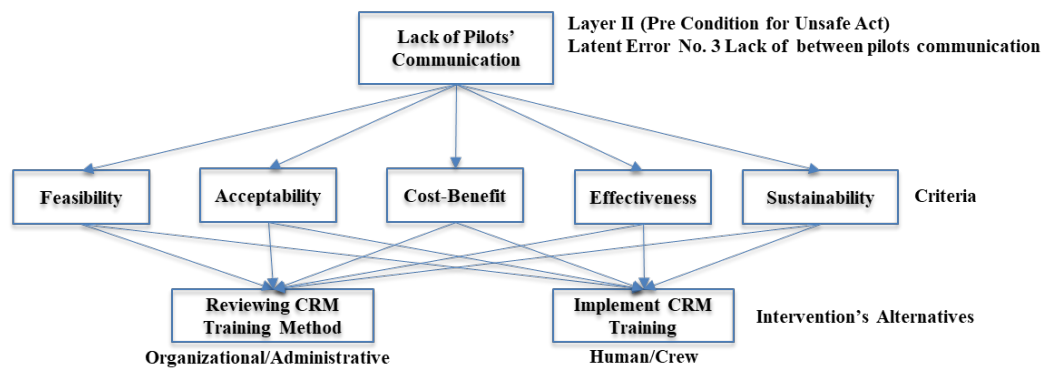 Lack of Pilots'
Communication
Layer II (Pre Condition for Unsafe Act)
Latent Error No. 3 Lack of between pilots communication
Feasibility
Acceptability
Cost-Benefit
Effectiveness
Sustainability
Criteria
Reviewing CRM
Training Method
Implement CRM
Training
Intervention's Alternatives
Organizational/Administrative
Human/Crew